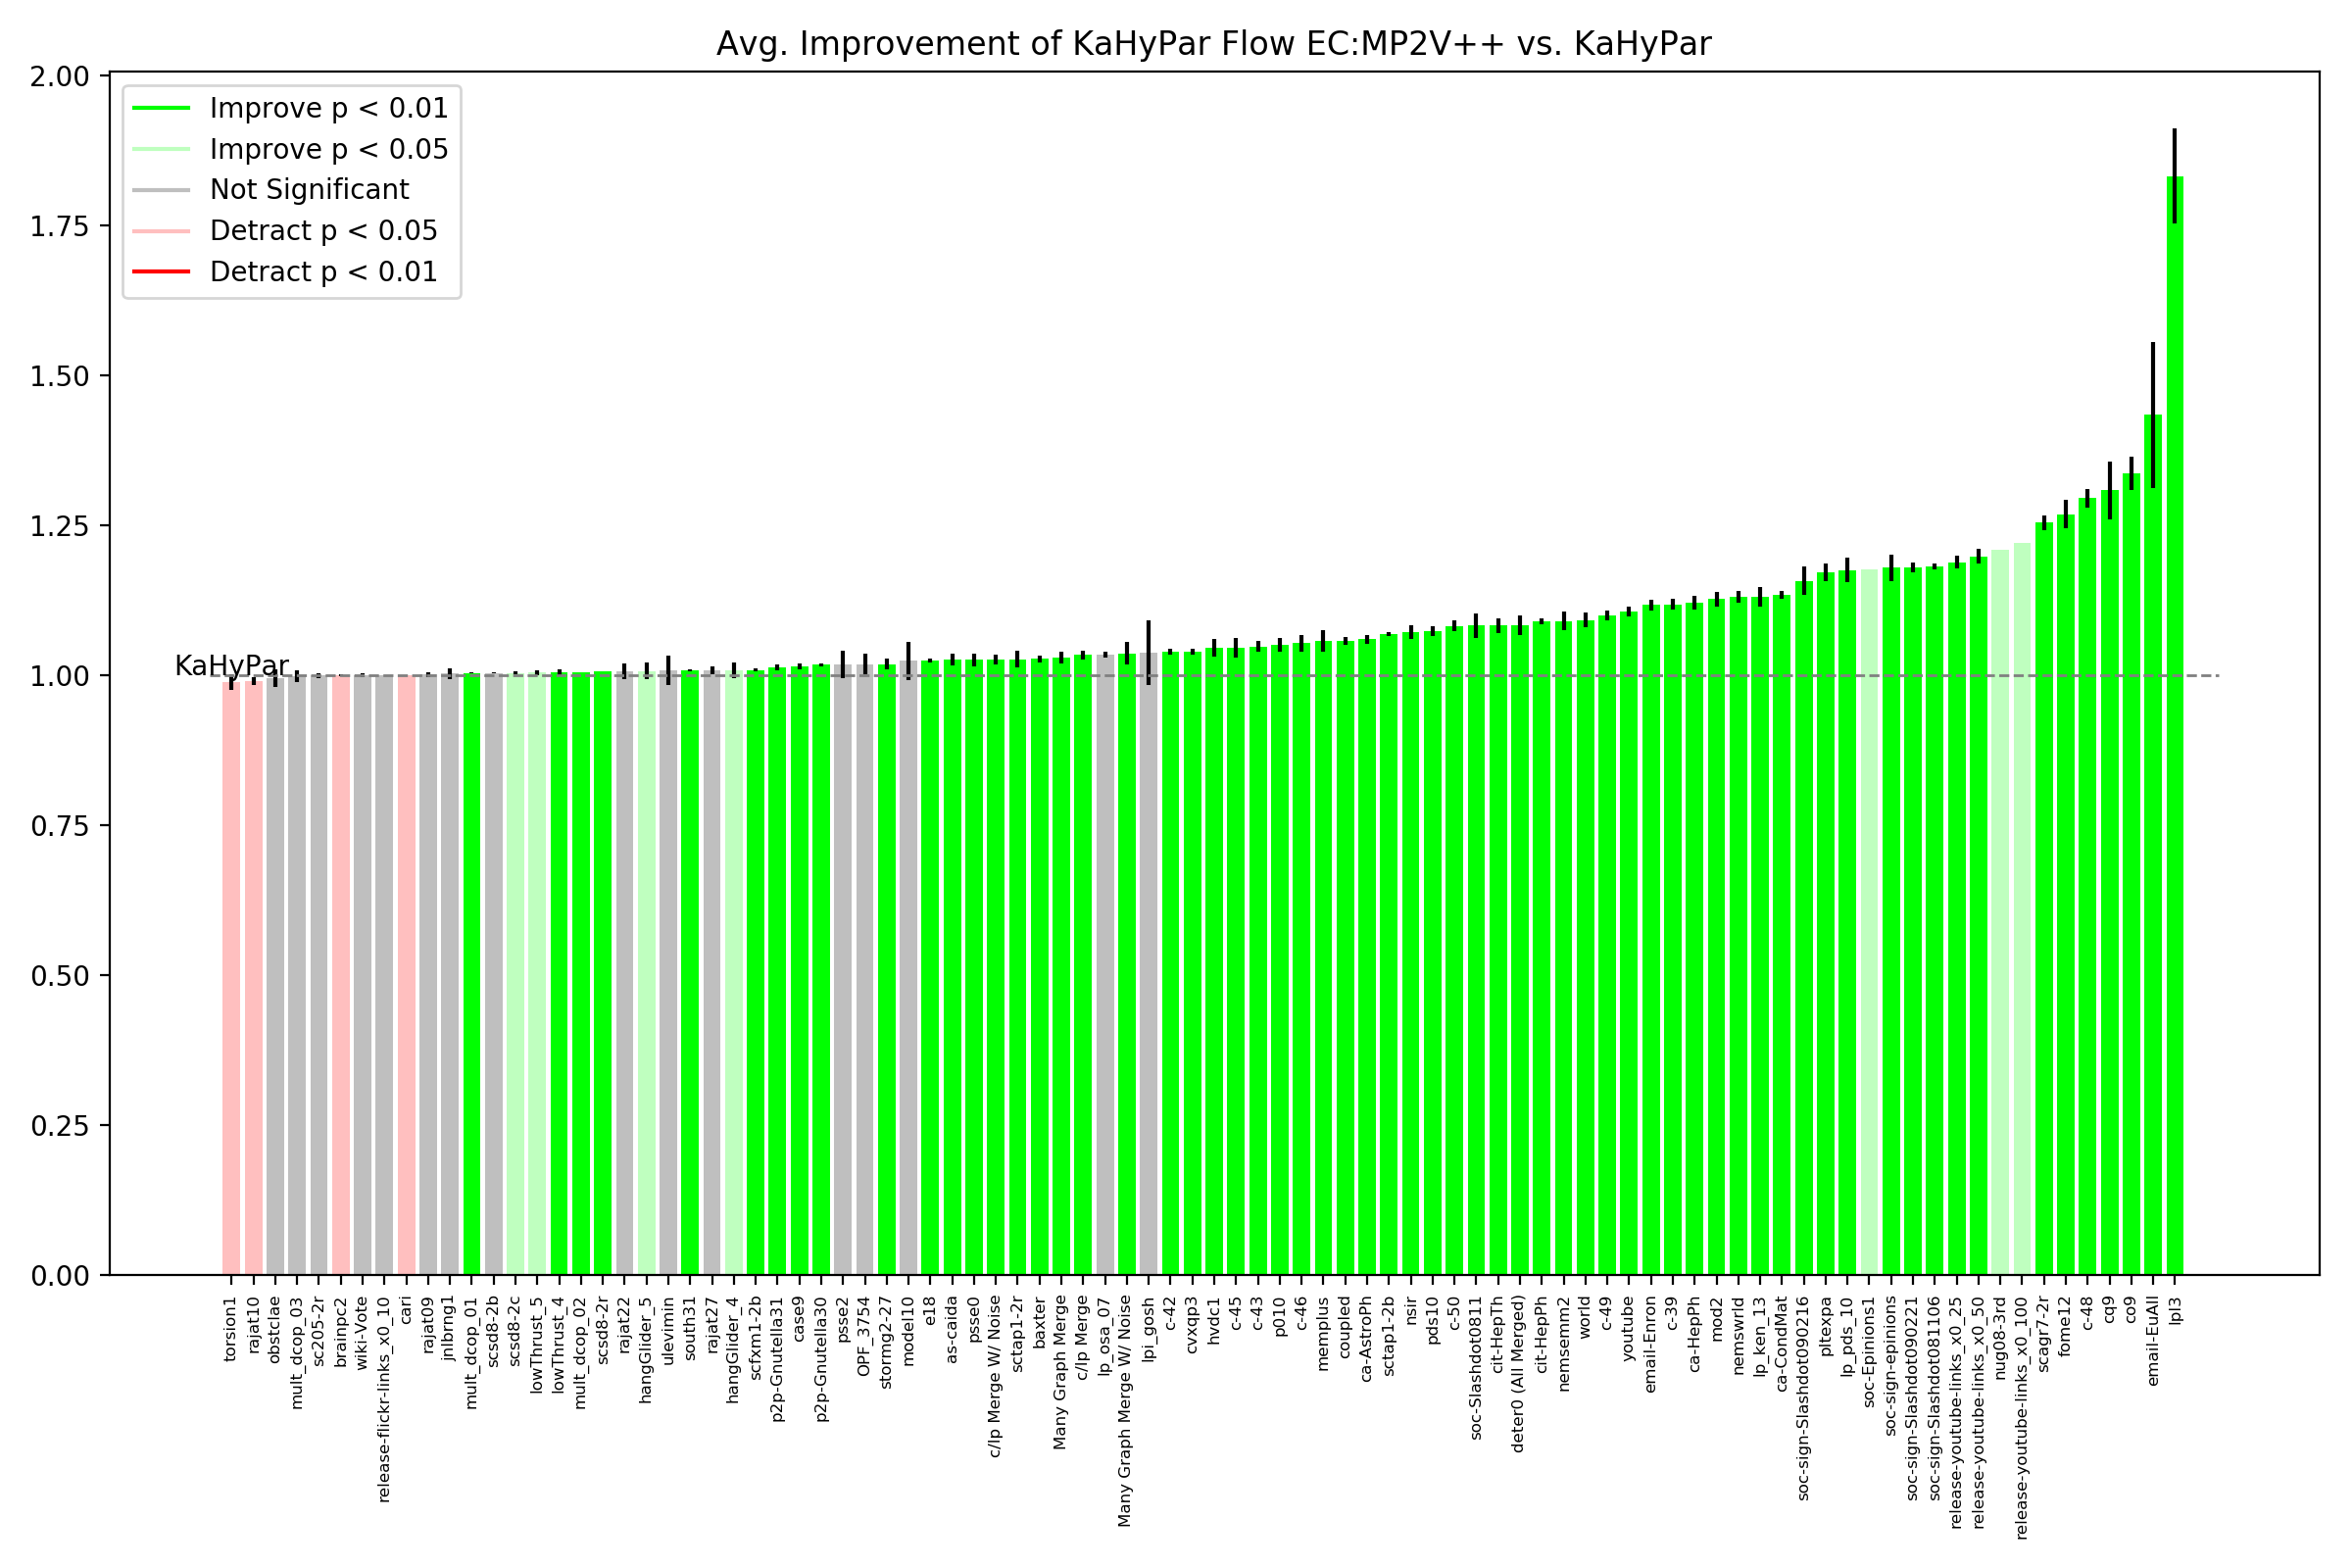 Avg. Improvement of KaHyPar Flow EC:MP2V++ vs. KaHyPar
2.00
1.75
1.50
1.25
1.00
0.75
0.50
0.25
0.00
Improve p < 0.01
Improve p < 0.05
Not Significant
Detract p < 0.05
Detract p < 0.01
KaHyPar
torsion1
rajat10
obstclae
mult_dcop_03
sc205-2r
brainpc2
wiki-Vote
release-flickr-links_x0_10
cari
rajat09
jnlbrng1
mult_dcop_01
scsd8-2b
scsd8-2c
lowThrust_5
lowThrust_4
mult_dcop_02
scsd8-2r
rajat22
hangGlider_5
ulevimin
south31
rajat27
hangGlider_4
scfxm1-2b
p2p-Gnutella31
case9
p2p-Gnutella30
psse2
OPF_3754
stormg2-27
model10
e18
as-caida
psse0
c/lp Merge W/ Noise
sctap1-2r
baxter
Many Graph Merge
c/lp Merge
lp_osa_07
Many Graph Merge W/ Noise
lpi_gosh
c-42
cvxqp3
hvdc1
c-45
c-43
p010
c-46
memplus
coupled
ca-AstroPh
sctap1-2b
nsir
pds10
c-50
soc-Slashdot0811
cit-HepTh
deter0 (All Merged)
cit-HepPh
nemsemm2
world
c-49
youtube
email-Enron
c-39
ca-HepPh
mod2
nemswrld
lp_ken_13
ca-CondMat
soc-sign-Slashdot090216
pltexpa
lp_pds_10
soc-Epinions1
soc-sign-epinions
soc-sign-Slashdot090221
soc-sign-Slashdot081106
release-youtube-links_x0_25
release-youtube-links_x0_50
nug08-3rd
release-youtube-links_x0_100
scagr7-2r
fome12
c-48
cq9
co9
email-EuAll
lpl3